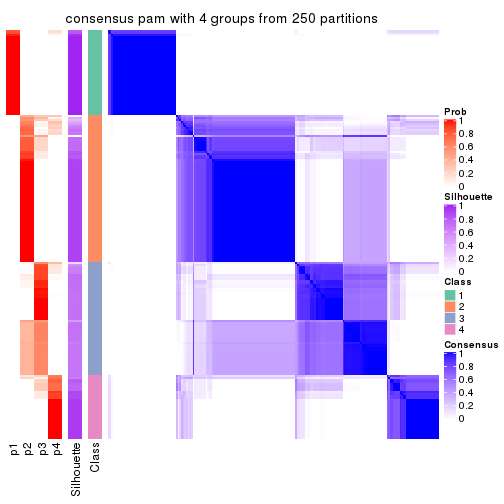 consensus pam with 4 groups from 250 partitions
Prob
1
0.8
0.6
0.4
0.2
0
Silhouette
1
0.8
0.6
0.4
0.2
0
Class
1
2
3
4
Consensus
1
0.8
0.6
0.4
0.2
0
p1
p2
p3
p4
Silhouette
Class